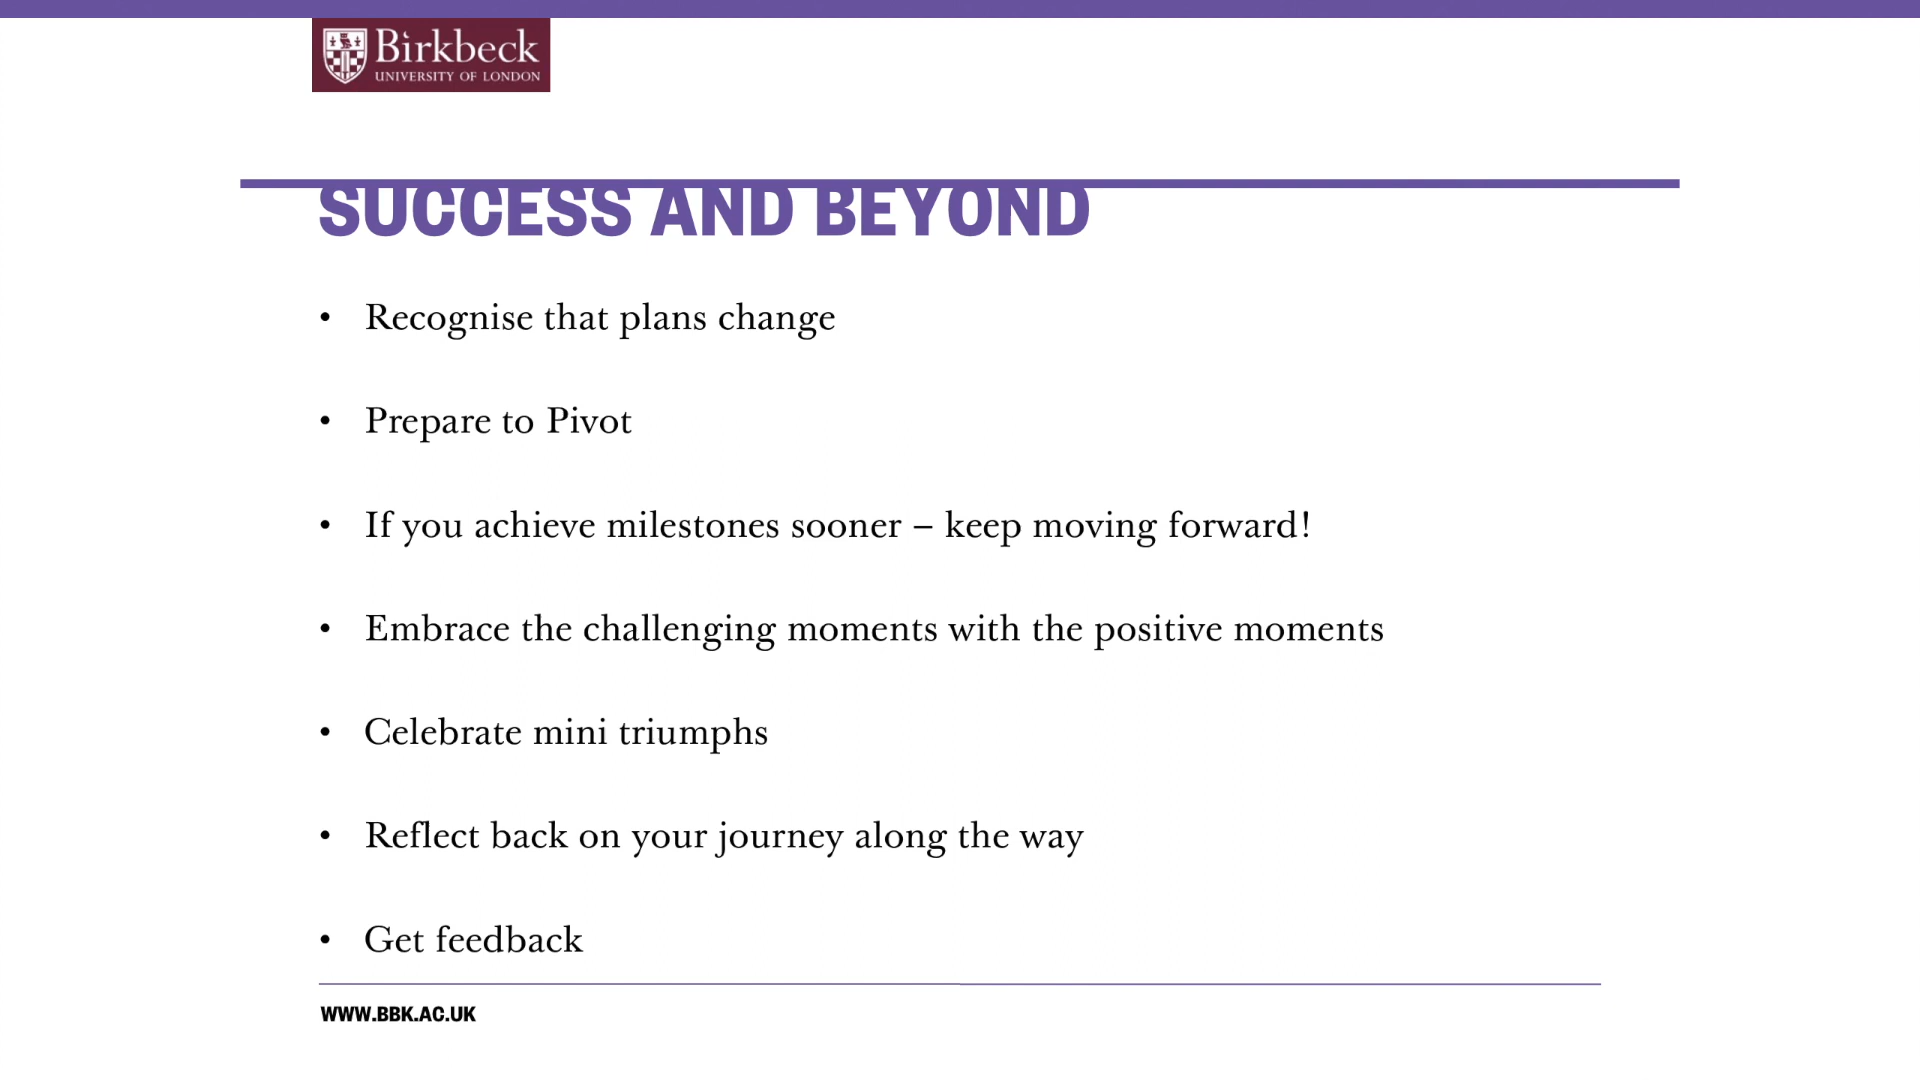 Birkbeck
UNIVERSITY OF LONDON
SUCCESS AND BEYOND
• Recognise that plans change
• Prepare to Pivot
• If you achieve milestones sooner – keep moving forward!
• Embrace the challenging moments with the positive moments
• Celebrate mini triumphs
• Reflect back on your journey along the way
• Get feedback
WWW.BBK.AC.UK